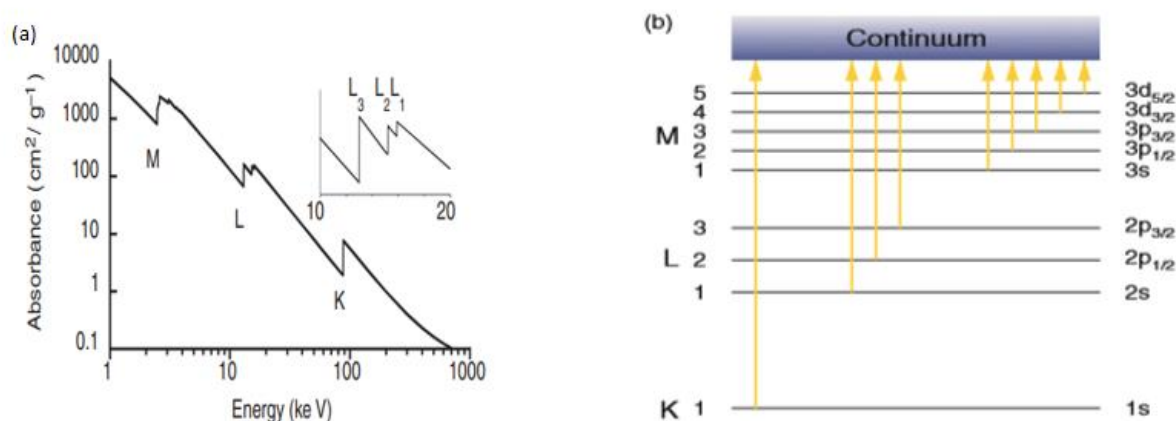 (a)
Absorbance ( cm²/ g⁻¹)
10000
1000
100
10
1
0.1
M
L
K
L3 L2 L1
10 20
1 10 100 1000
Energy (ke V)
(b)
Continuum
M
5 3d5/2
4 3d3/2
3 3p3/2
2 3p1/2
1 3s
L
3 2p3/2
2 2p1/2
1 2s
K 1 1s